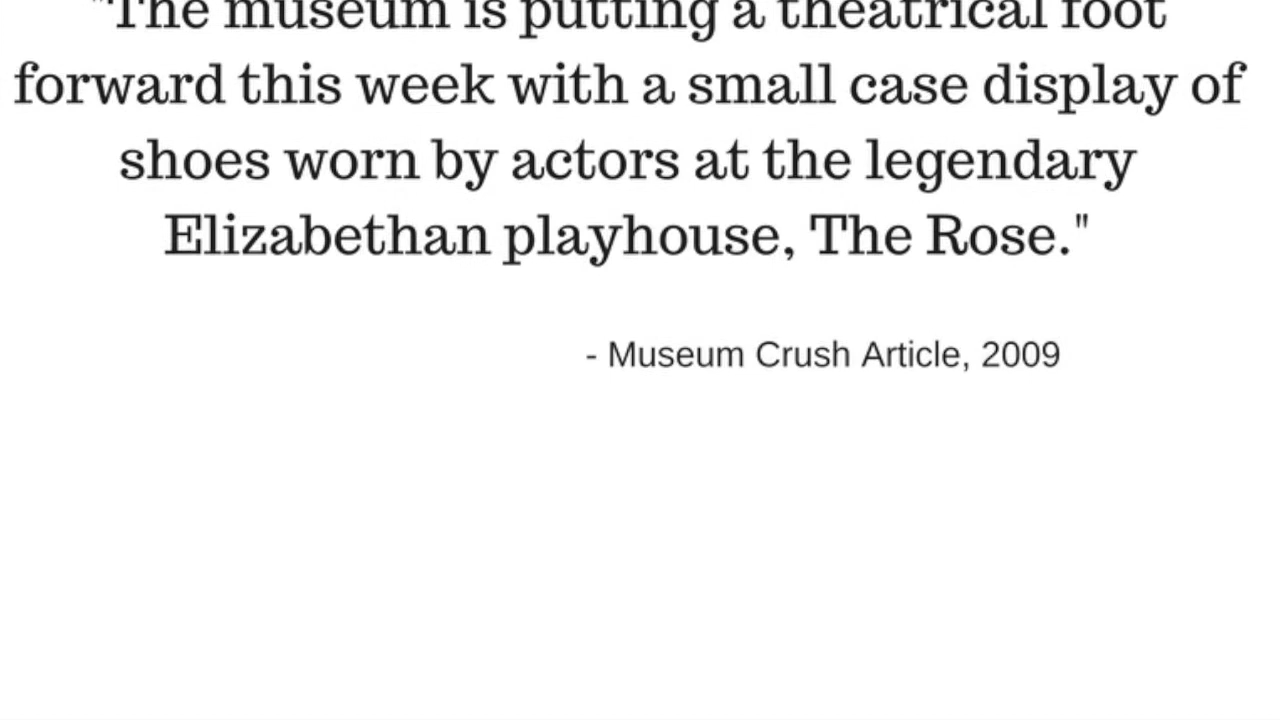 "The museum is putting a theatrical foot
forward this week with a small case display of
shoes worn by actors at the legendary
Elizabethan playhouse, The Rose."
- Museum Crush Article, 2009